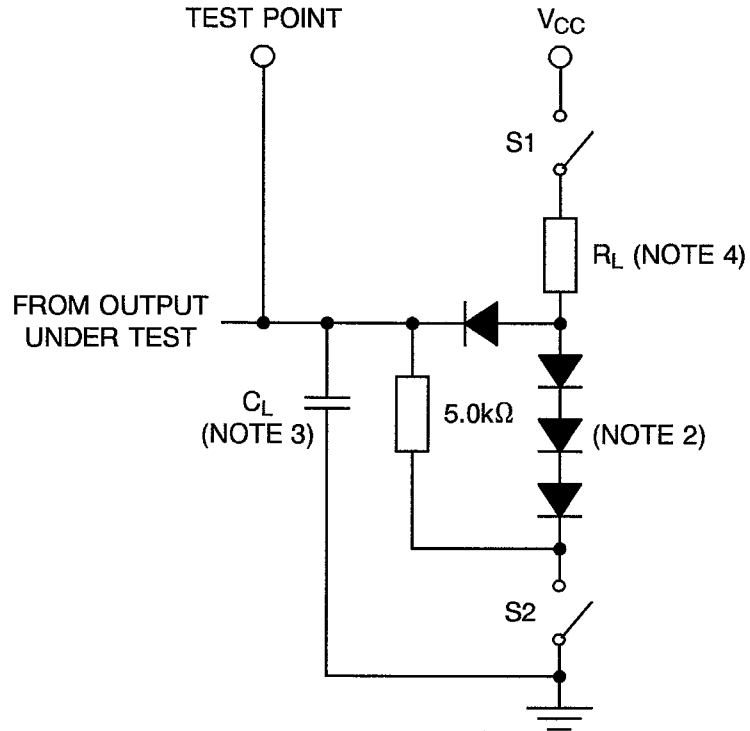 TEST POINT
VCC
S1
RL (NOTE 4)
FROM OUTPUT
UNDER TEST
CL
(NOTE 3)
5.0kΩ
(NOTE 2)
S2